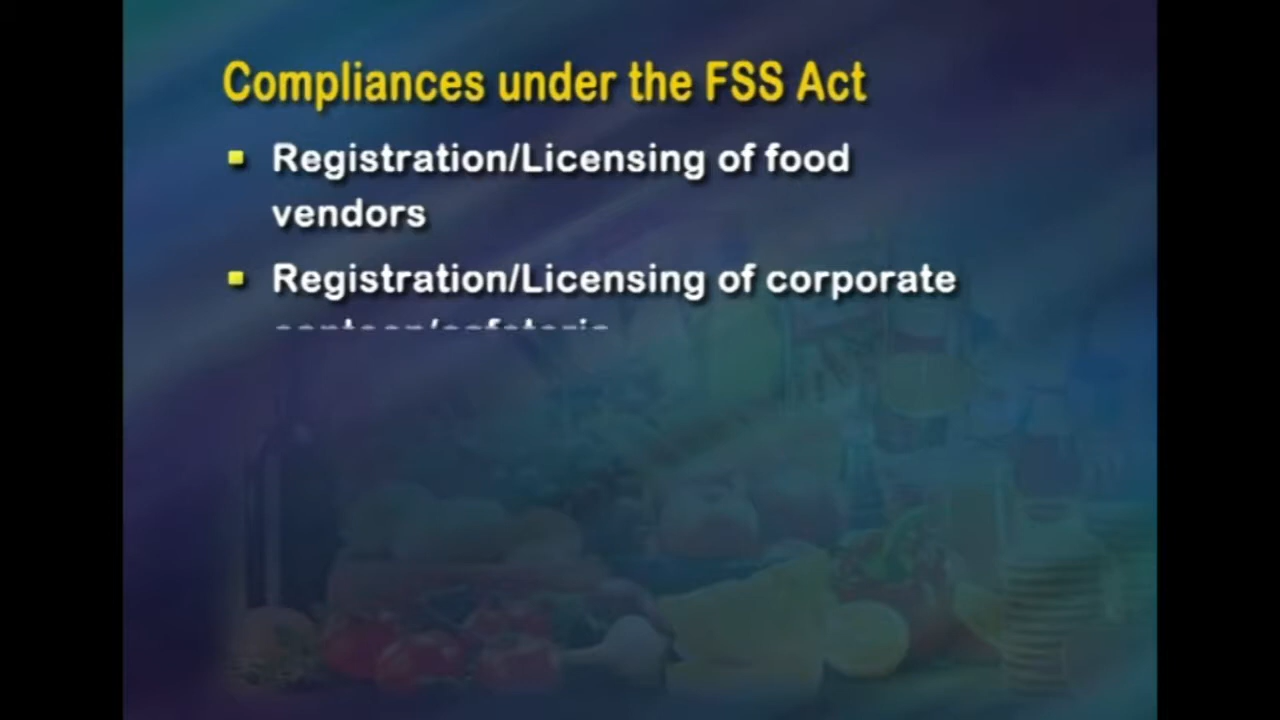 Compliances under the FSS Act
Registration/Licensing of food
vendors
Registration/Licensing of corporate